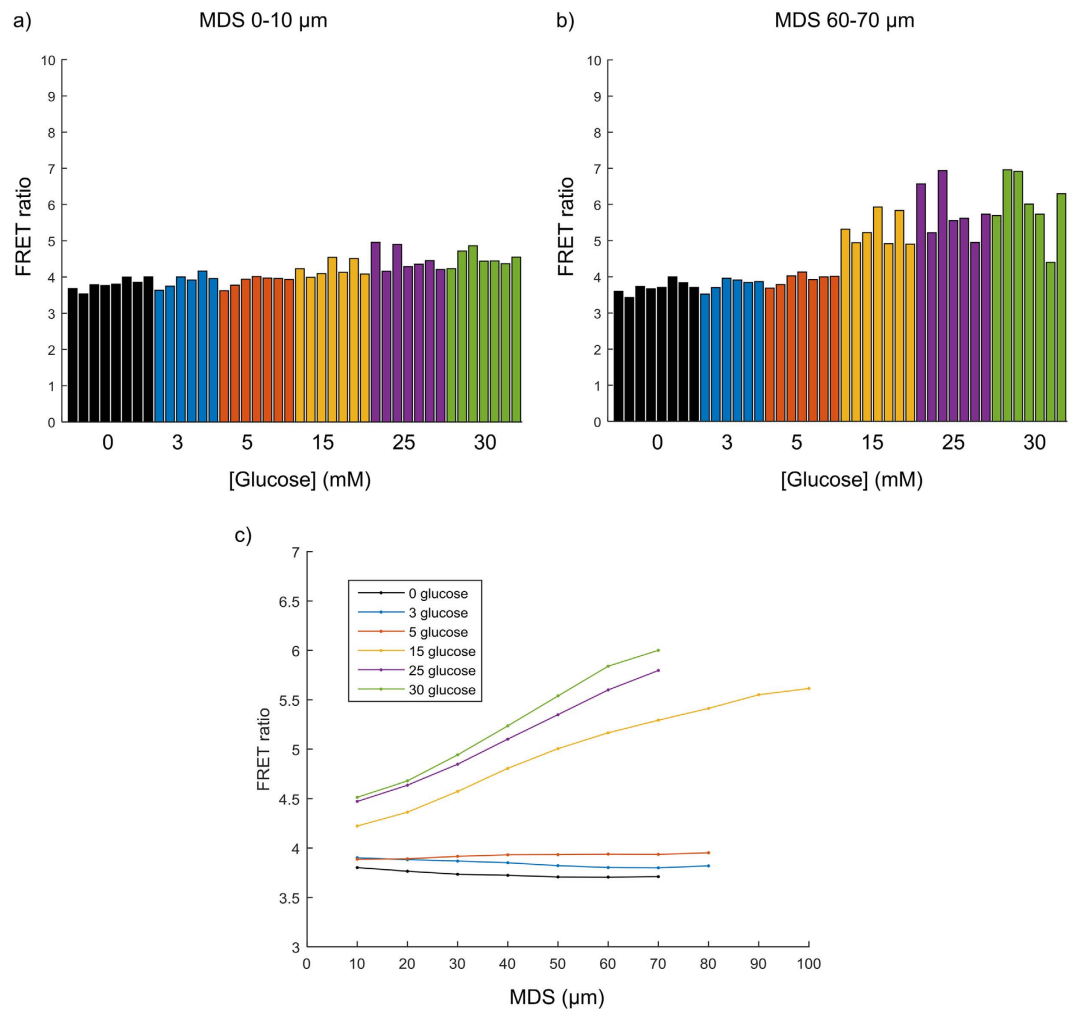 a)
MDS 0-10 µm
10
9
8
7
6
5
4
3
2
1
0
FRET ratio
0 3 5 15 25 30
[Glucose] (mM)
b)
MDS 60-70 µm
10
9
8
7
6
5
4
3
2
1
0
FRET ratio
0 3 5 15 25 30
[Glucose] (mM)
c)
7
6.5
6
5.5
5
4.5
4
3.5
3
FRET ratio
0 glucose
3 glucose
5 glucose
15 glucose
25 glucose
30 glucose
0 10 20 30 40 50 60 70 80 90 100
MDS (µm)